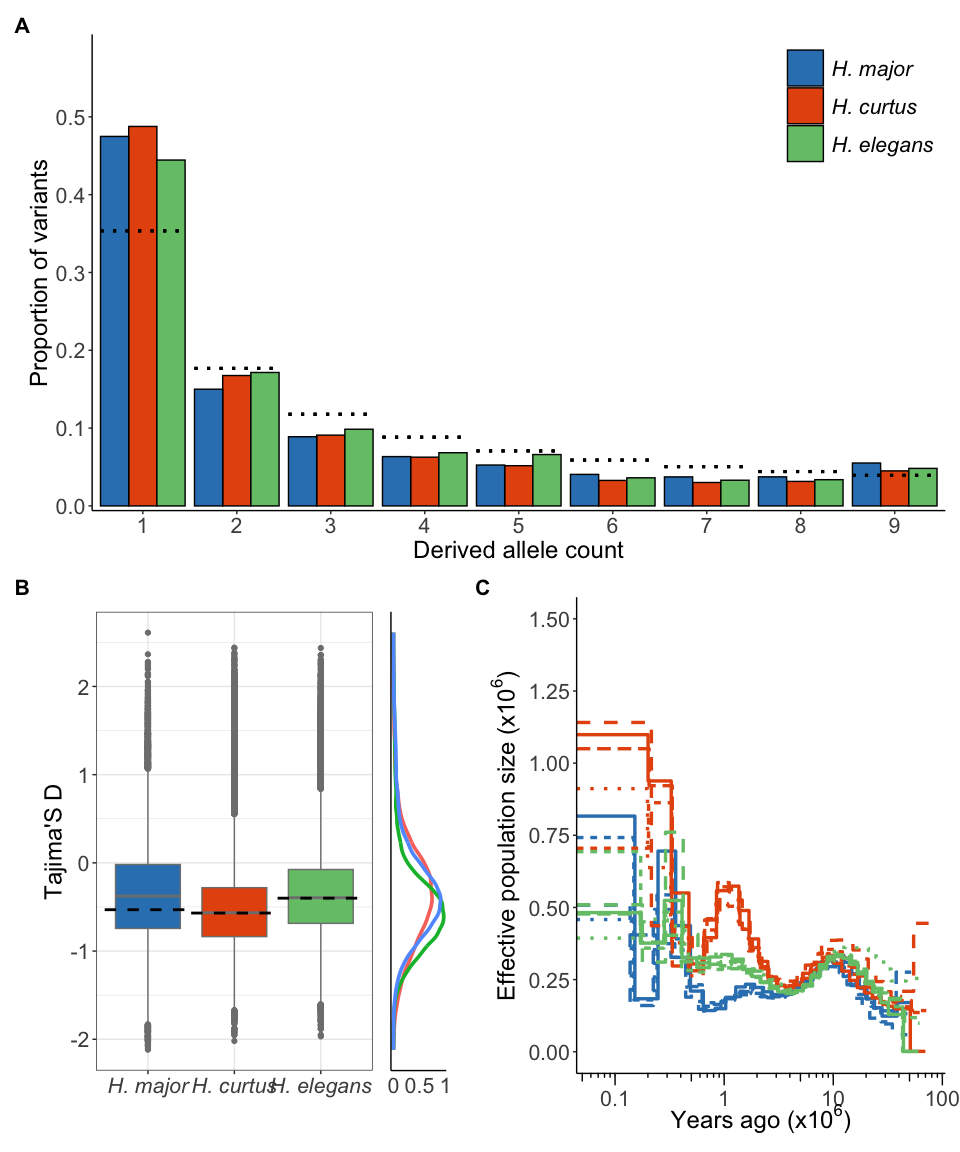 A
H. major
H. curtus
H. elegans
Proportion of variants
0.5
0.4
0.3
0.2
0.1
0.0
1 2 3 4 5 6 7 8 9
Derived allele count
B
Tajima'S D
2
1
0
-1
-2
H. major H. curtus H. elegans
0 0.5 1
C
Effective population size (x10⁶)
1.50
1.25
1.00
0.75
0.50
0.25
0.00
0.1 1 10 100
Years ago (x10⁶)